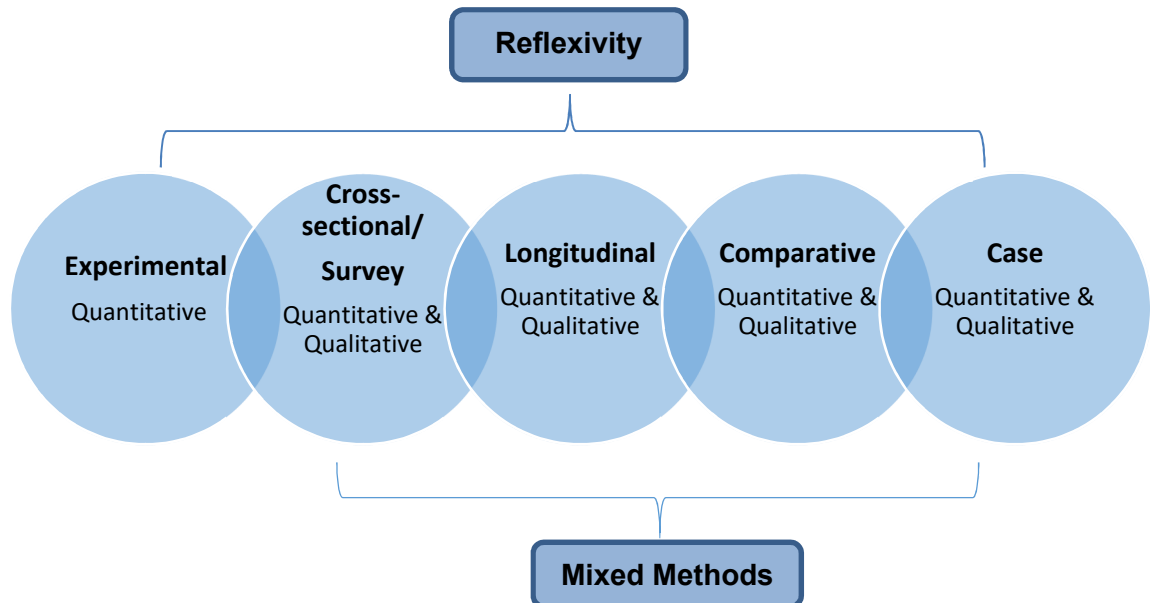 Reflexivity
Experimental
Quantitative
Cross-
sectional/
Survey
Quantitative &
Qualitative
Longitudinal
Quantitative &
Qualitative
Comparative
Quantitative &
Qualitative
Case
Quantitative &
Qualitative
Mixed Methods